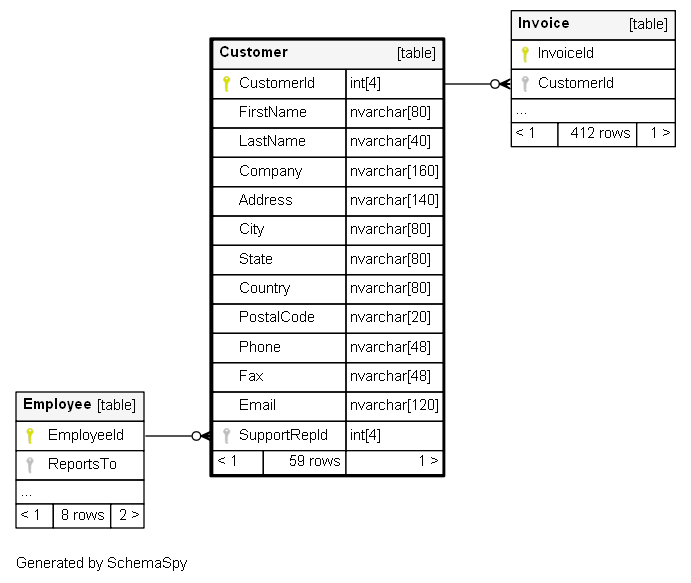 Invoice [table]
InvoiceId
CustomerId
...
< 1 412 rows 1 >
Customer [table]
CustomerId int[4]
FirstName nvarchar[80]
LastName nvarchar[40]
Company nvarchar[160]
Address nvarchar[140]
City nvarchar[80]
State nvarchar[80]
Country nvarchar[80]
PostalCode nvarchar[20]
Phone nvarchar[48]
Fax nvarchar[48]
Email nvarchar[120]
SupportRepId int[4]
< 1 59 rows 1 >
Employee [table]
EmployeeId
ReportsTo
...
< 1 8 rows 2 >
Generated by SchemaSpy